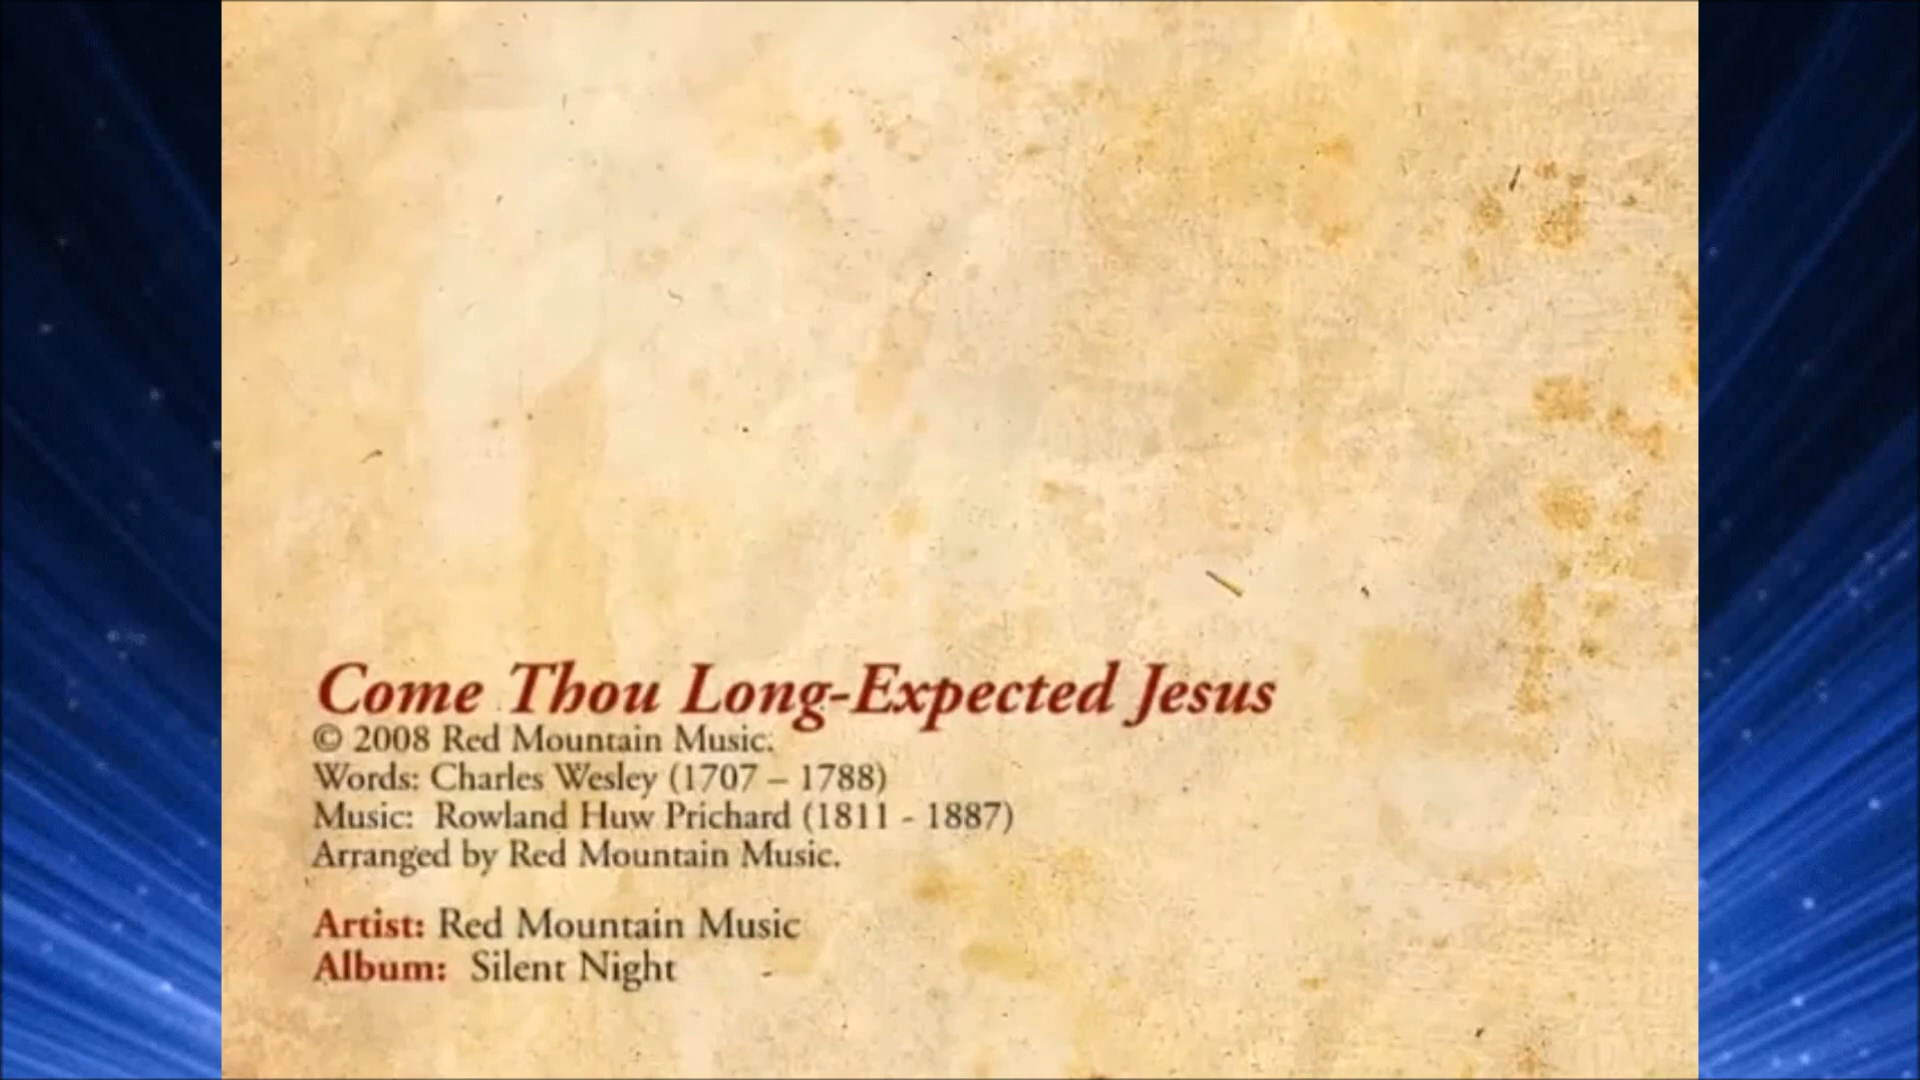 Come Thou Long-Expected Jesus
© 2008 Red Mountain Music.
Words: Charles Wesley (1707 – 1788)
Music: Rowland Huw Prichard (1811 - 1887)
Arranged by Red Mountain Music.
Artist: Red Mountain Music
Album: Silent Night